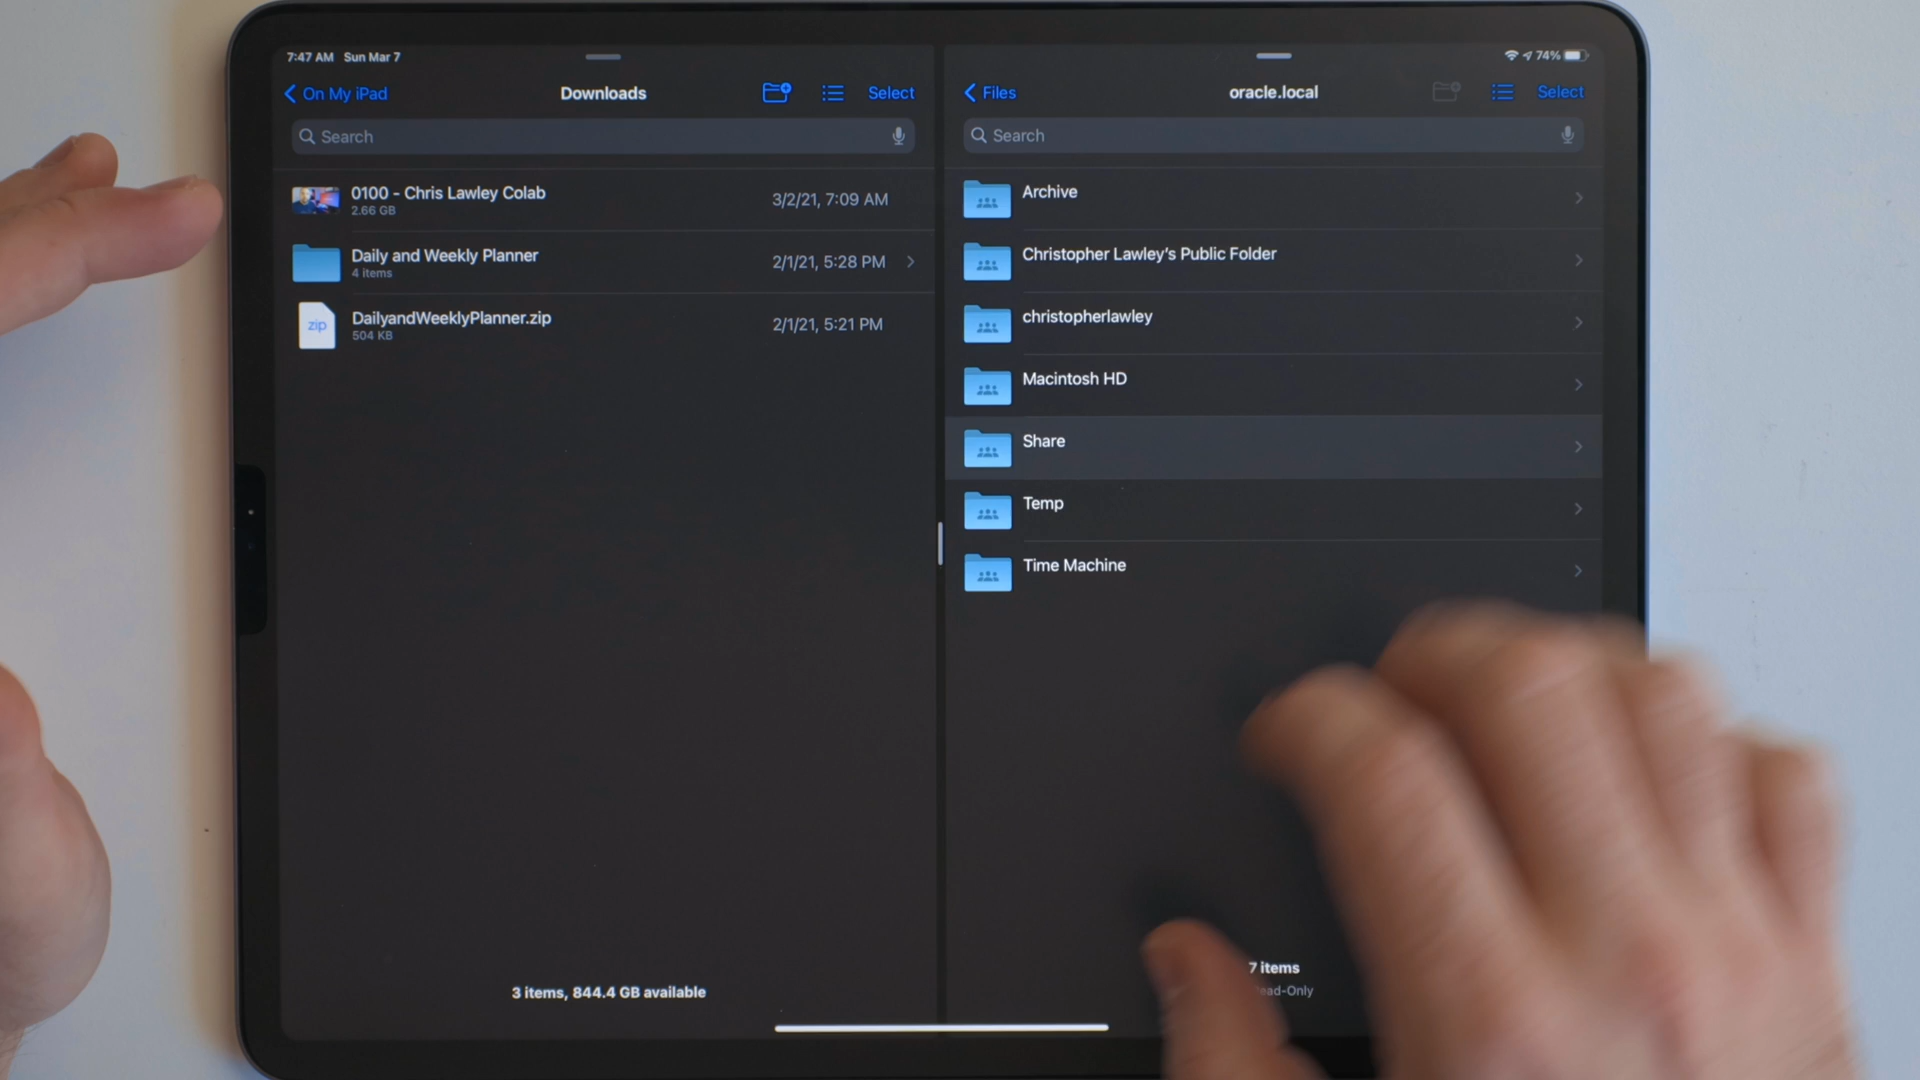 7:47 AM Sun Mar 7
74%
On My iPad
Downloads
Select
Search
0100 - Chris Lawley Colab
2.66 GB
3/2/21, 7:09 AM
Daily and Weekly Planner
4 items
2/1/21, 5:28 PM
zip
DailyandWeeklyPlanner.zip
504 KB
2/1/21, 5:21 PM
3 items, 844.4 GB available
Files
oracle.local
Select
Search
Archive
Christopher Lawley's Public Folder
christopherlawley
Macintosh HD
Share
Temp
Time Machine
7 items
ead-Only